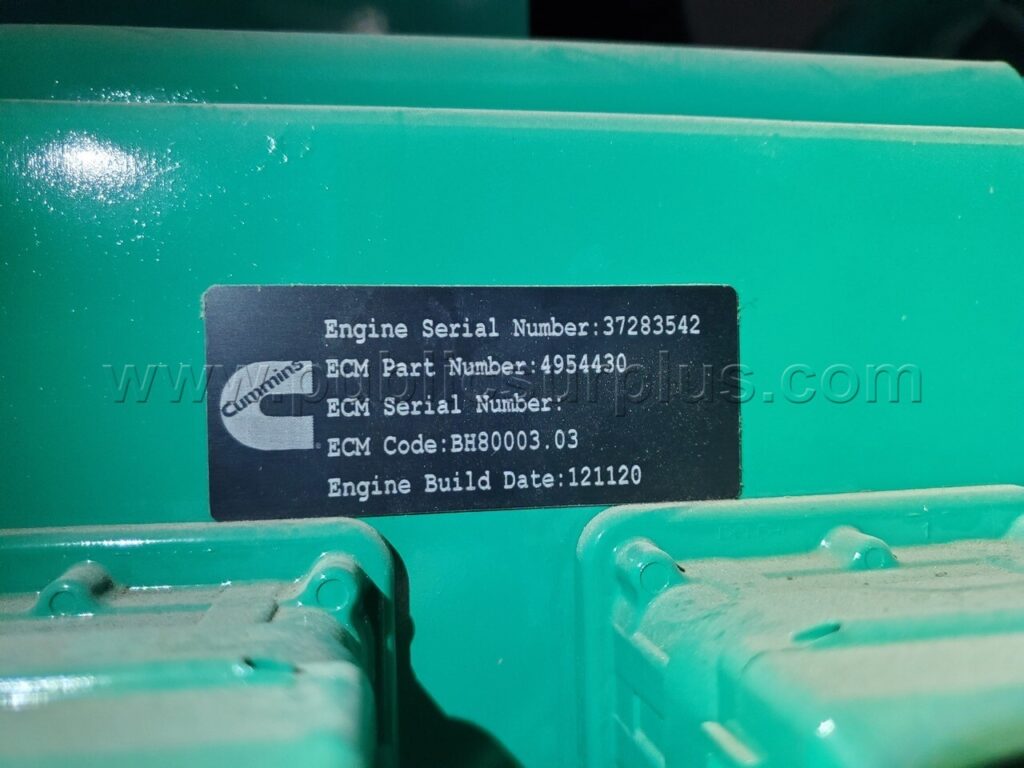 Engine Serial Number:37283542
ECM Part Number:4954430
www.publicsurplus.com
Cummins
ECM Serial Number:
ECM Code:BH80003.03
Engine Build Date:121120